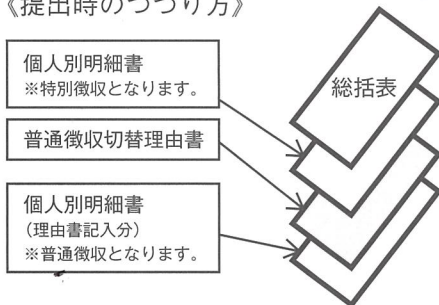 《提出時のつづり方》
個人別明細書
※特別徴収となります。
総括表
普通徴収切替理由書
個人別明細書
（理由書記入分）
※普通徴収となります。